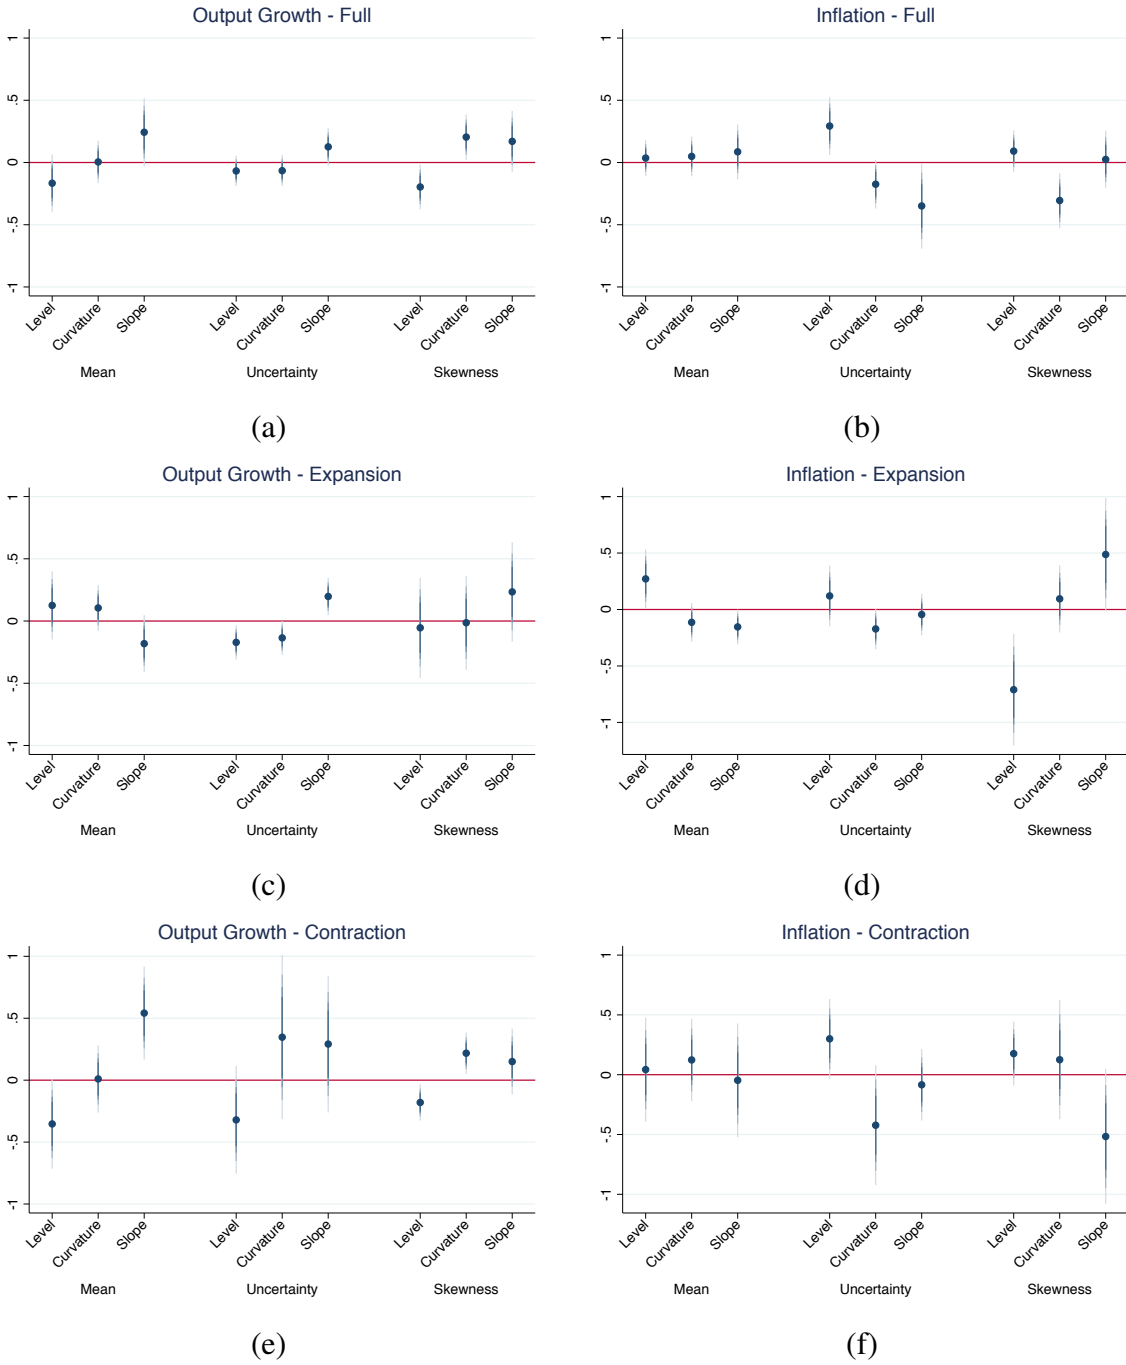 Output Growth - Full
1
.5
0
-.5
-1
Level
Curvature
Slope
Level
Curvature
Slope
Level
Curvature
Slope
Mean
Uncertainty
Skewness
(a)
Inflation - Full
1
.5
0
-.5
-1
Level
Curvature
Slope
Level
Curvature
Slope
Level
Curvature
Slope
Mean
Uncertainty
Skewness
(b)
Output Growth - Expansion
1
.5
0
-.5
-1
Level
Curvature
Slope
Level
Curvature
Slope
Level
Curvature
Slope
Mean
Uncertainty
Skewness
(c)
Inflation - Expansion
1
.5
0
-.5
-1
Level
Curvature
Slope
Level
Curvature
Slope
Level
Curvature
Slope
Mean
Uncertainty
Skewness
(d)
Output Growth - Contraction
1
.5
0
-.5
-1
Level
Curvature
Slope
Level
Curvature
Slope
Level
Curvature
Slope
Mean
Uncertainty
Skewness
(e)
Inflation - Contraction
1
.5
0
-.5
-1
Level
Curvature
Slope
Level
Curvature
Slope
Level
Curvature
Slope
Mean
Uncertainty
Skewness
(f)